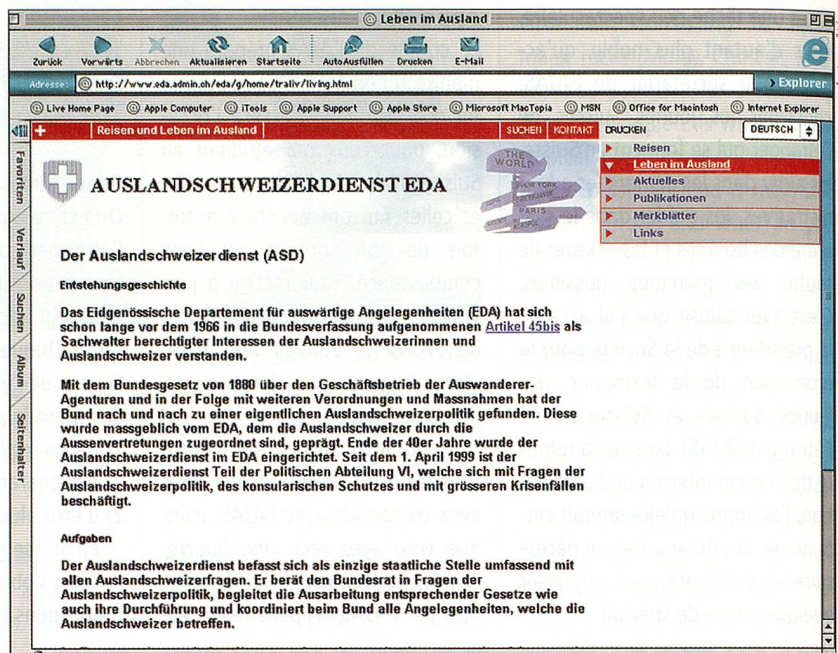 Leben im Ausland
Zurück Vorwärts Abbrechen Aktualisieren Startseite AutoAusfüllen Drucken E-Mail
Adresse: http://www.eda.admin.ch/eda/g/home/traliv/living.html Explorer
Live Home Page Apple Computer iTools Apple Support Apple Store Microsoft MacTopia MSN Office for Macintosh Internet Explorer
Reisen und Leben im Ausland SUCHEN KONTAKT DRUCKEN DEUTSCH
Reisen
Leben im Ausland
Aktuelles
Publikationen
Merkblätter
Links
Favoriten
Verlauf
Suchen
Album
Seitenhalter
THE
WORLD
NEW YORK
REYKJAVIK
PARIS
AUSLANDSCHWEIZERDIENST EDA
Der Auslandschweizerdienst (ASD)
Entstehungsgeschichte
Das Eidgenössische Departement für auswärtige Angelegenheiten (EDA) hat sich
schon lange vor dem 1966 in die Bundesverfassung aufgenommenen Artikel 45bis als
Sachwalter berechtigter Interessen der Auslandschweizerinnen und
Auslandschweizer verstanden.
Mit dem Bundesgesetz von 1880 über den Geschäftsbetrieb der Auswanderer-
Agenturen und in der Folge mit weiteren Verordnungen und Massnahmen hat der
Bund nach und nach zu einer eigentlichen Auslandschweizerpolitik gefunden. Diese
wurde massgeblich vom EDA, dem die Auslandschweizer durch die
Aussenvertretungen zugeordnet sind, geprägt. Ende der 40er Jahre wurde der
Auslandschweizerdienst im EDA eingerichtet. Seit dem 1. April 1999 ist der
Auslandschweizerdienst Teil der Politischen Abteilung VI, welche sich mit Fragen der
Auslandschweizerpolitik, des konsularischen Schutzes und mit grösseren Krisenfällen
beschäftigt.
Aufgaben
Der Auslandschweizerdienst befasst sich als einzige staatliche Stelle umfassend mit
allen Auslandschweizerfragen. Er berät den Bundesrat in Fragen der
Auslandschweizerpolitik, begleitet die Ausarbeitung entsprechender Gesetze wie
auch ihre Durchführung und koordiniert beim Bund alle Angelegenheiten, welche die
Auslandschweizer betreffen.